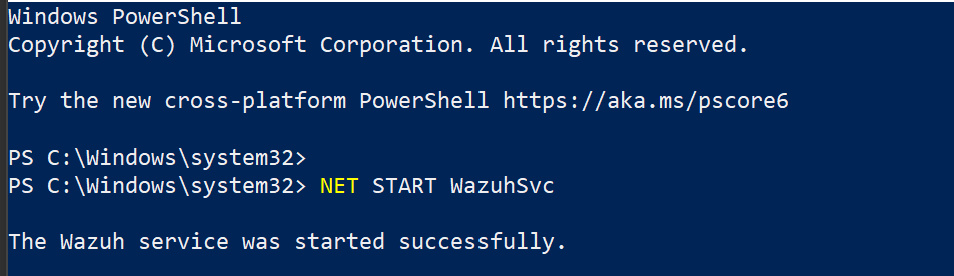 Windows PowerShell
Copyright (C) Microsoft Corporation. All rights reserved.
Try the new cross-platform PowerShell https://aka.ms/pscore6
PS C:\Windows\system32>
PS C:\Windows\system32> NET START WazuhSvc
The Wazuh service was started successfully.